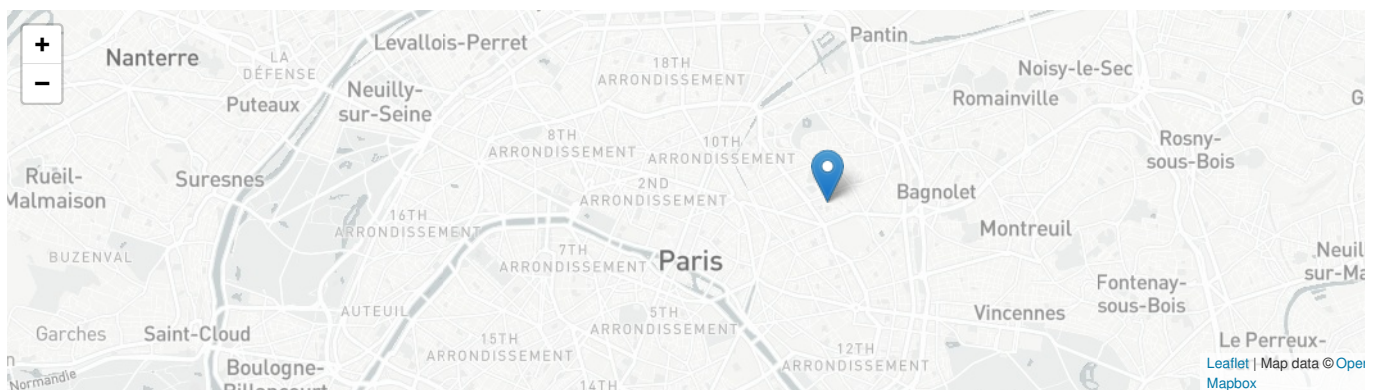 +
−
Nanterre
LA
DÉFENSE
Levallois-Perret
Pantin
18TH
ARRONDISSEMENT
Noisy-le-Sec
Puteaux
Neuilly-
sur-Seine
Romainville
G
8TH
ARRONDISSEMENT
10TH
ARRONDISSEMENT
Rosny-
sous-Bois
Rueil-
Malmaison
Suresnes
2ND
ARRONDISSEMENT
Bagnolet
16TH
ARRONDISSEMENT
Montreuil
BUZENVAL
7TH
ARRONDISSEMENT
Paris
Neuil
sur-Ma
Fontenay-
sous-Bois
AUTEUIL
5TH
ARRONDISSEMENT
Vincennes
Garches
Saint-Cloud
15TH
ARRONDISSEMENT
12TH
ARRONDISSEMENT
Le Perreux-
n
Normandie
Boulogne-
Billancourt
14TH
Leaflet | Map data © Oper
Mapbox